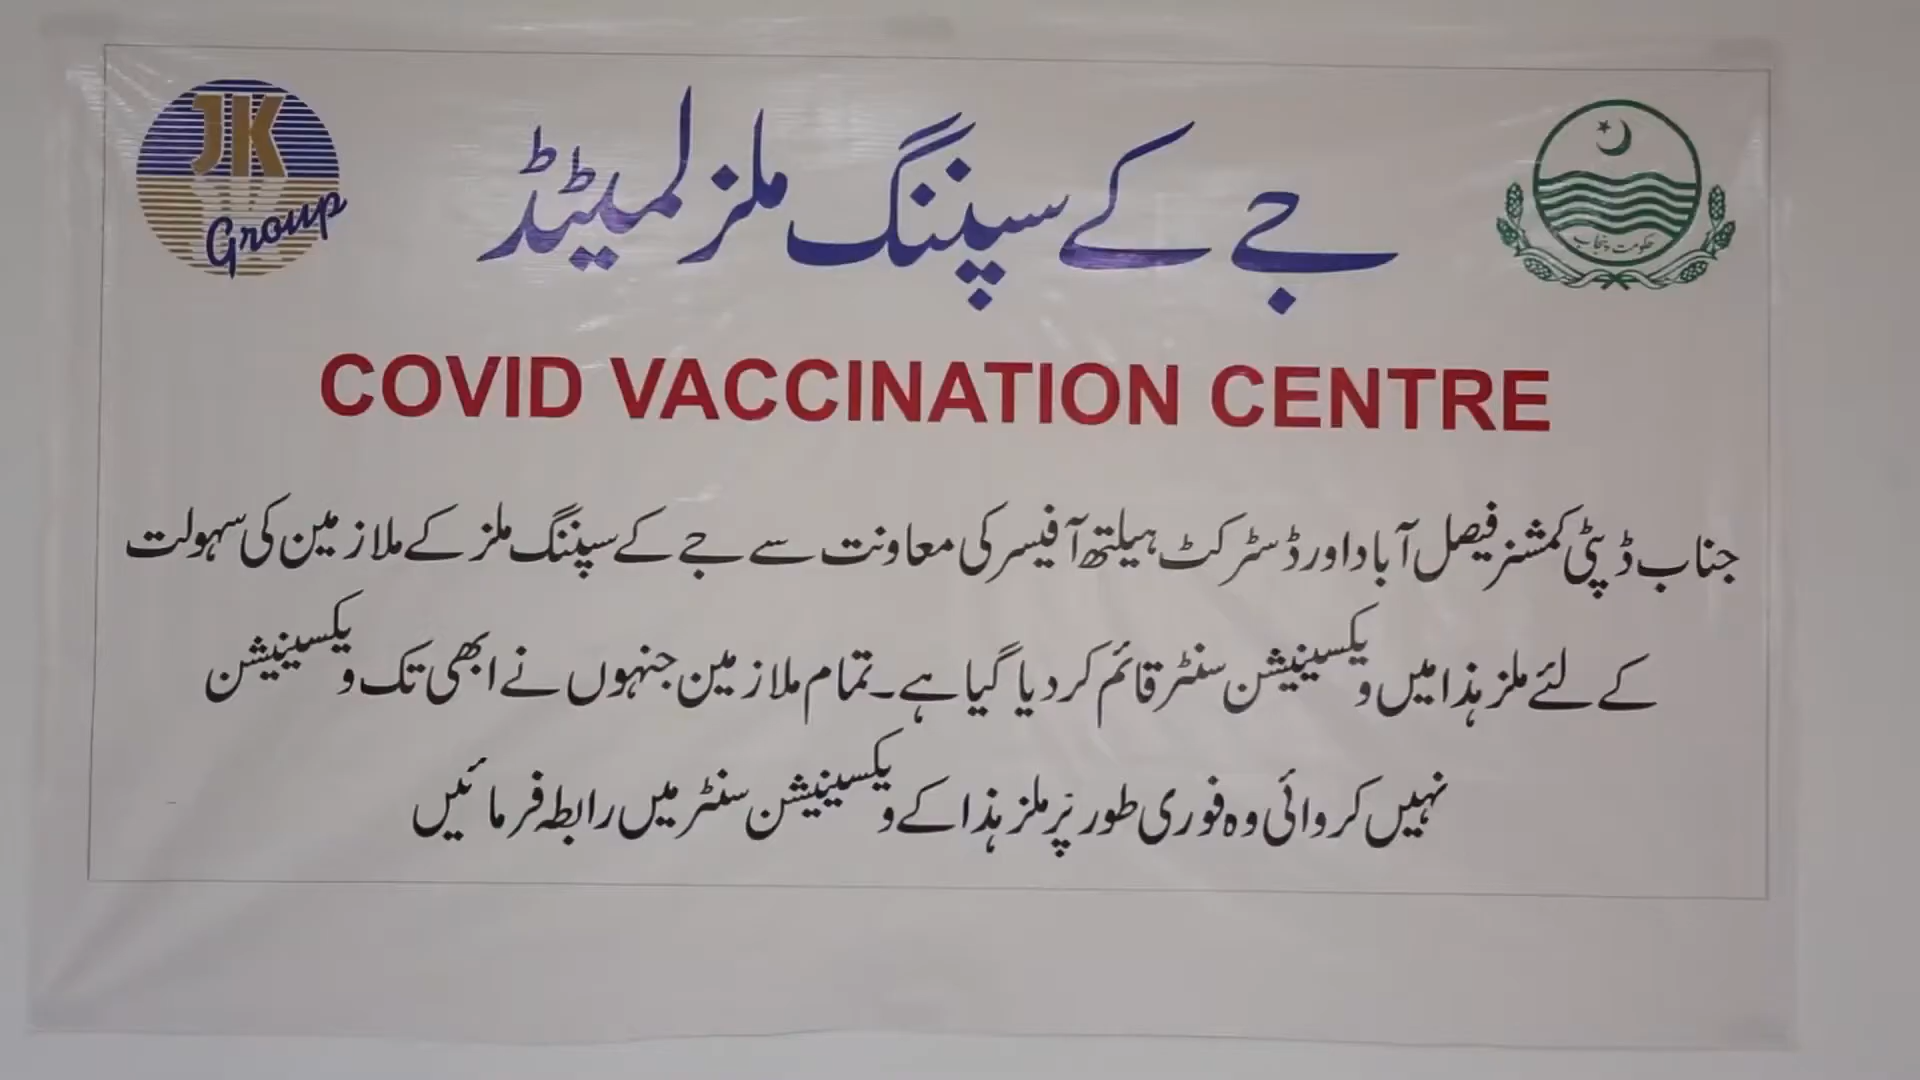 JK
Group
جے کے سپننگ ملز لمیٹڈ
حکومت پنجاب
COVID VACCINATION CENTRE
جناب ڈپٹی کمشنر فیصل آباد اور ڈسٹرکٹ ہیلتھ آفیسر کی معاونت سے جے کے سپننگ ملز کے ملازمین کی سہولت
کے لئے ملز ہذا میں ویکسینیشن سنٹر قائم کر دیا گیا ہے۔ تمام ملازمین جنہوں نے ابھی تک ویکسینیشن
نہیں کروائی وہ فوری طور پر ملز ہذا کے ویکسینیشن سنٹر میں رابطہ فرمائیں